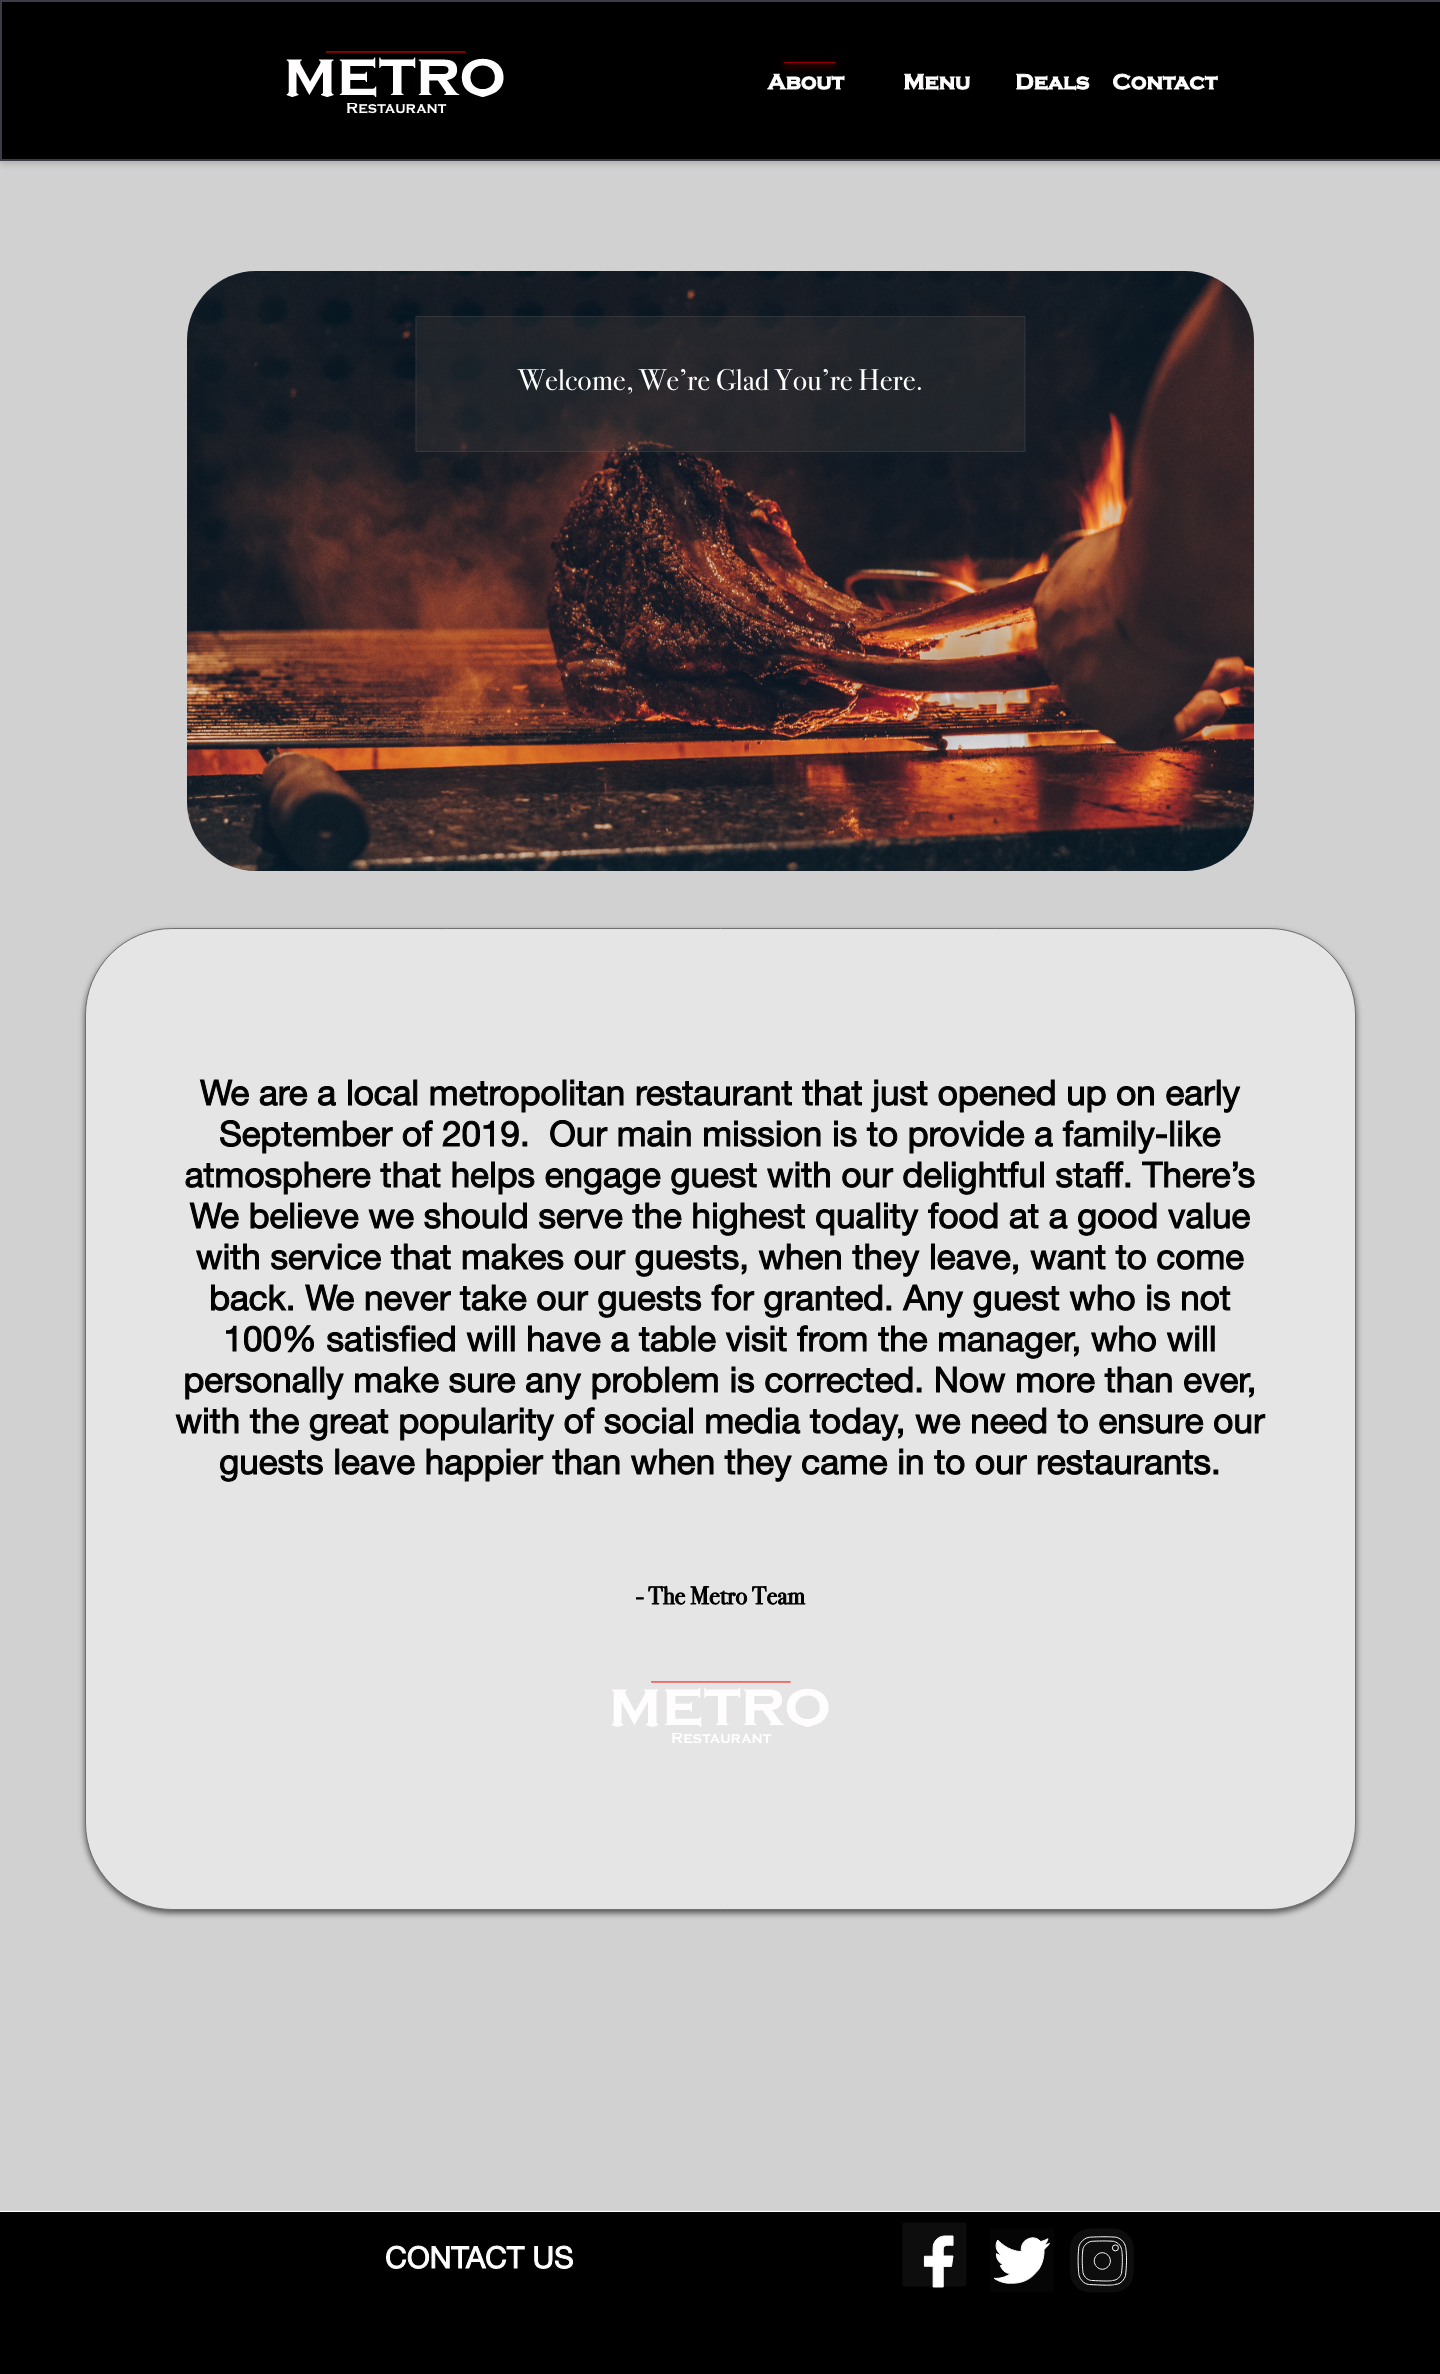 METRO
RESTAURANT
ABOUT MENU DEALS CONTACT
Welcome, We’re Glad You’re Here.
We are a local metropolitan restaurant that just opened up on early
September of 2019.  Our main mission is to provide a family-like
atmosphere that helps engage guest with our delightful staff. There’s
We believe we should serve the highest quality food at a good value
with service that makes our guests, when they leave, want to come
back. We never take our guests for granted. Any guest who is not
100% satisfied will have a table visit from the manager, who will
personally make sure any problem is corrected. Now more than ever,
with the great popularity of social media today, we need to ensure our
guests leave happier than when they came in to our restaurants.
- The Metro Team
METRO
RESTAURANT
CONTACT US